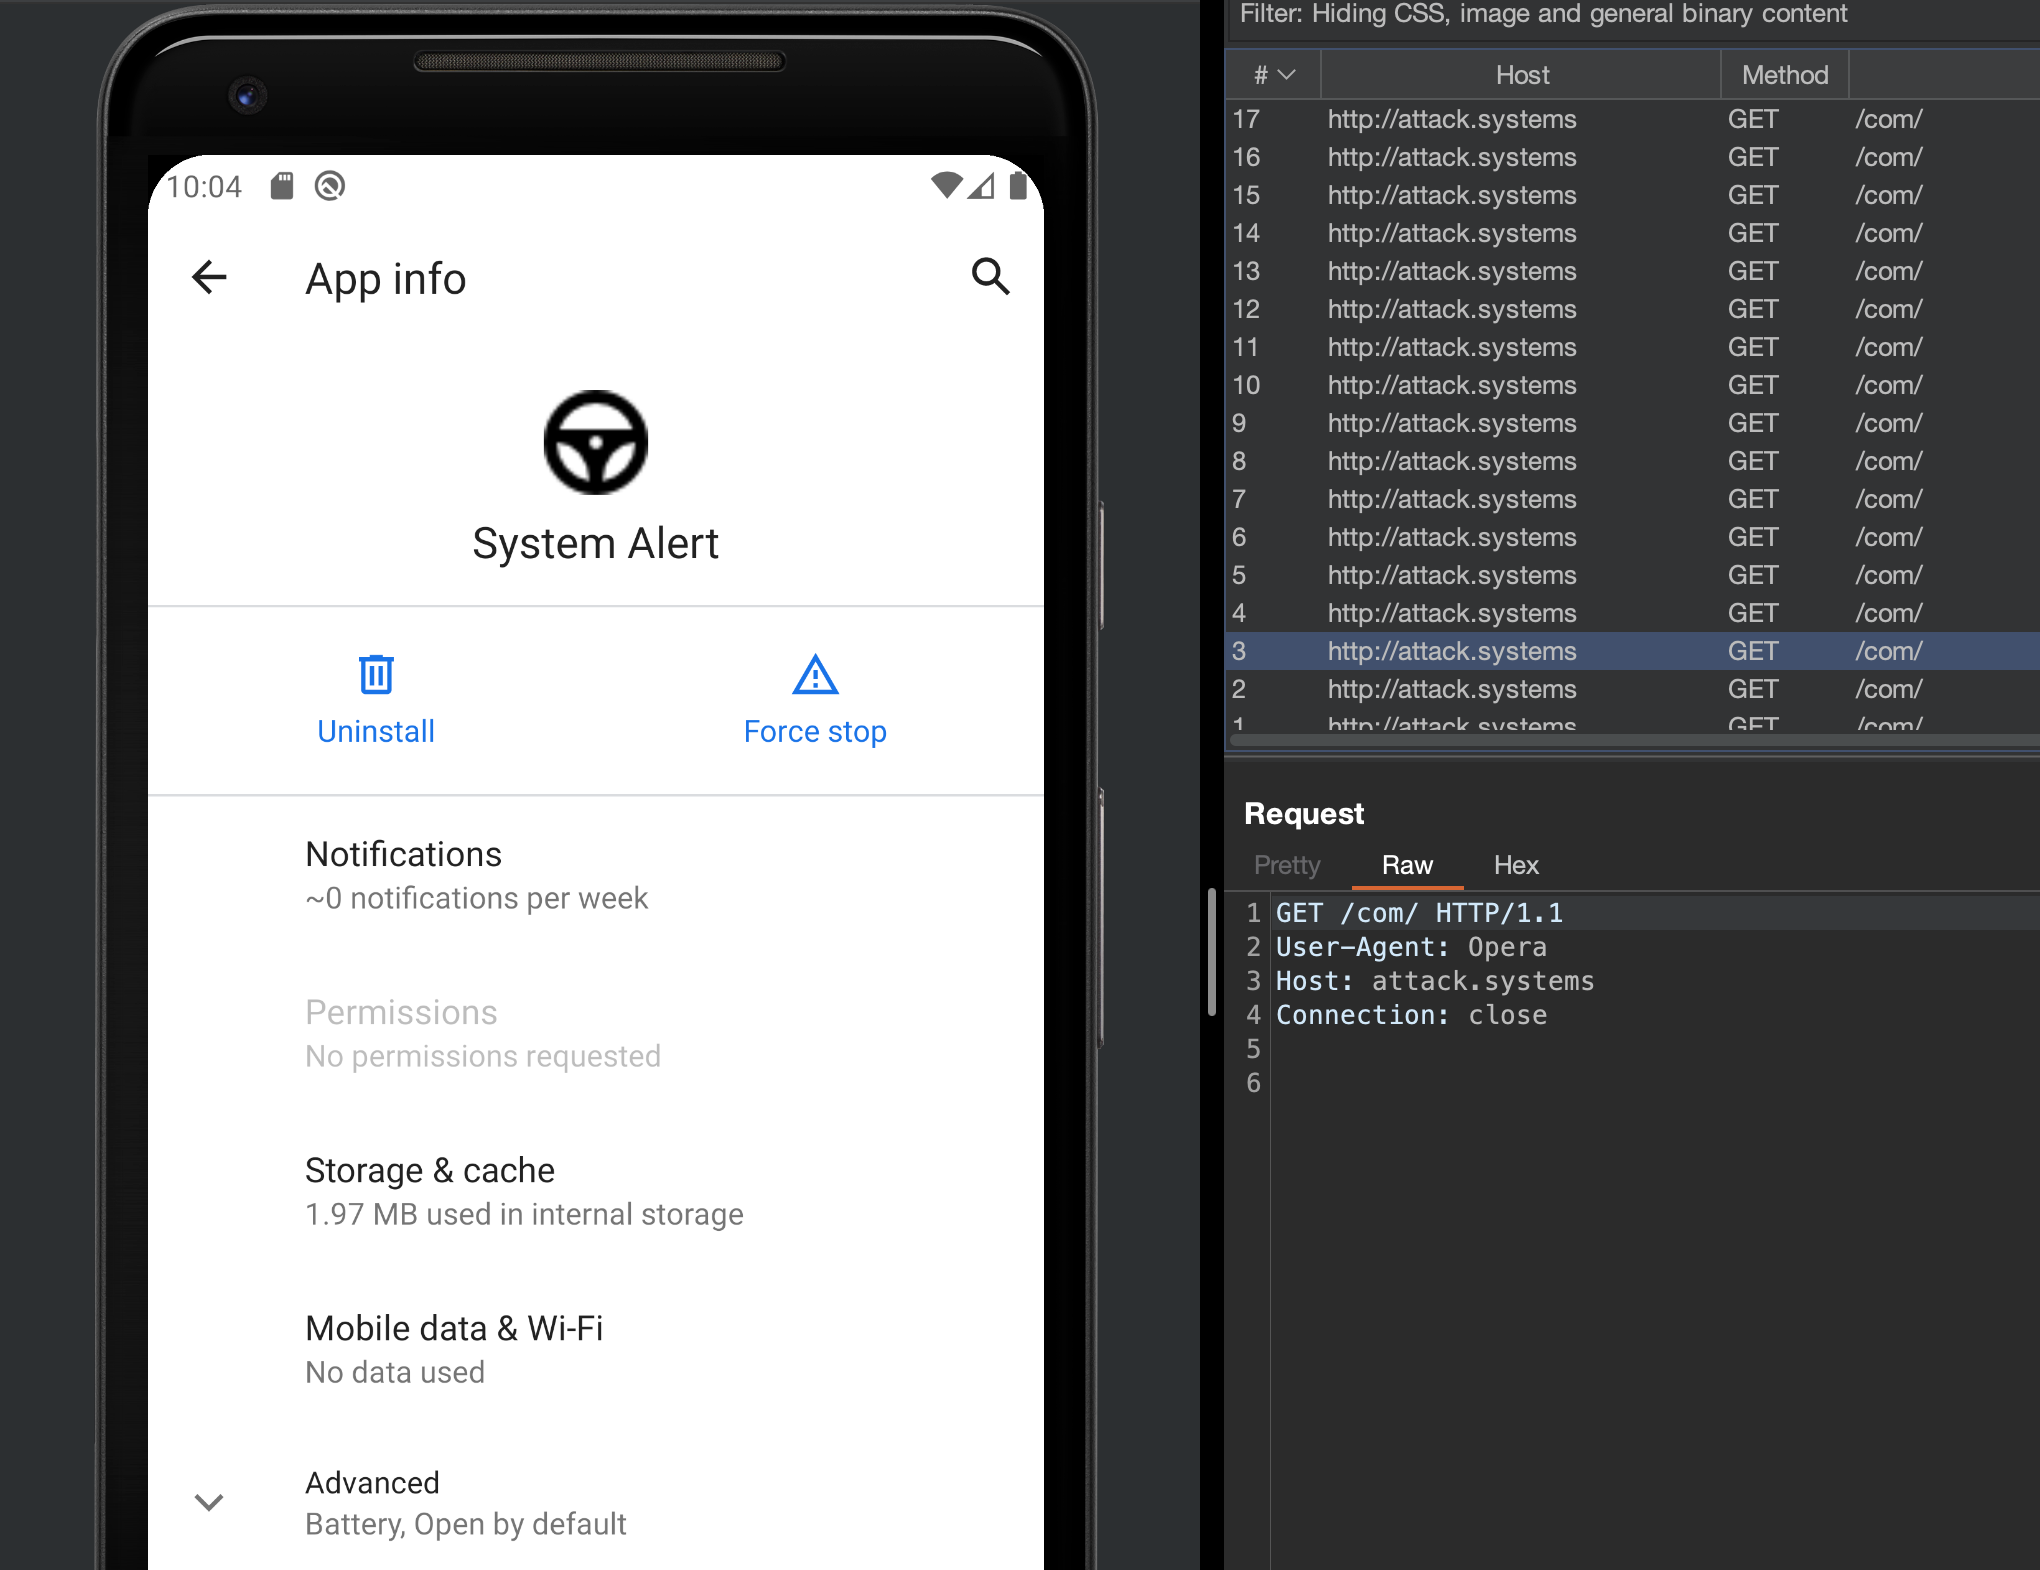 10:04
App info
System Alert
Uninstall
Force stop
Notifications
~0 notifications per week
Permissions
No permissions requested
Storage & cache
1.97 MB used in internal storage
Mobile data & Wi-Fi
No data used
Advanced
Battery, Open by default
Filter: Hiding CSS, image and general binary content
# Host Method
17 http://attack.systems GET /com/
16 http://attack.systems GET /com/
15 http://attack.systems GET /com/
14 http://attack.systems GET /com/
13 http://attack.systems GET /com/
12 http://attack.systems GET /com/
11 http://attack.systems GET /com/
10 http://attack.systems GET /com/
9 http://attack.systems GET /com/
8 http://attack.systems GET /com/
7 http://attack.systems GET /com/
6 http://attack.systems GET /com/
5 http://attack.systems GET /com/
4 http://attack.systems GET /com/
3 http://attack.systems GET /com/
2 http://attack.systems GET /com/
1 http://attack.systems GET /com/
Request
Pretty Raw Hex
1 GET /com/ HTTP/1.1
2 User-Agent: Opera
3 Host: attack.systems
4 Connection: close
5
6